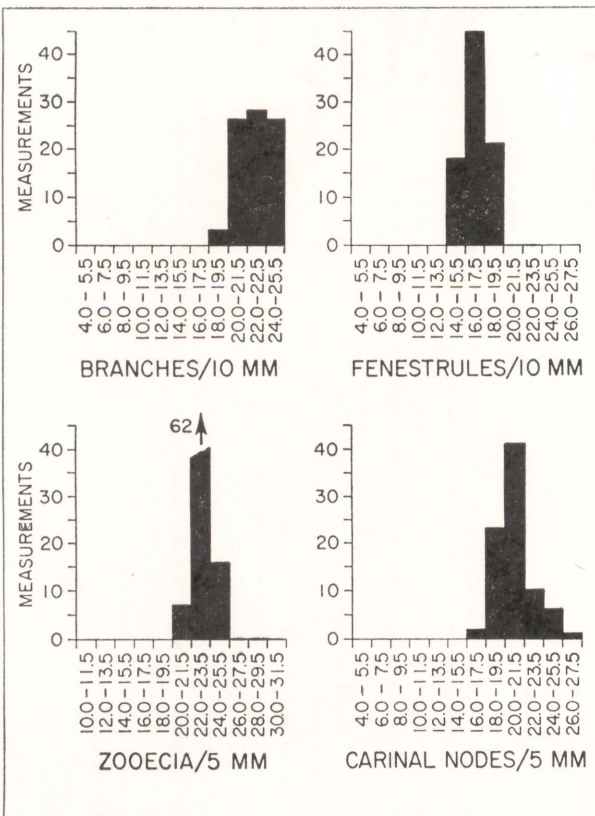 MEASUREMENTS
40
30
20
10
0
4.0 – 5.5
6.0 – 7.5
8.0 – 9.5
10.0 – 11.5
12.0 – 13.5
14.0 – 15.5
16.0 – 17.5
18.0 – 19.5
20.0 – 21.5
22.0 – 22.5
24.0 – 25.5
BRANCHES/10 MM
40
30
20
10
0
4.0 – 5.5
6.0 – 7.5
8.0 – 9.5
10.0 – 11.5
12.0 – 13.5
14.0 – 15.5
16.0 – 17.5
18.0 – 19.5
20.0 – 21.5
22.0 – 23.5
24.0 – 25.5
26.0 – 27.5
FENESTRULES/10 MM
62
MEASUREMENTS
40
30
20
10
0
10.0 – 11.5
12.0 – 13.5
14.0 – 15.5
16.0 – 17.5
18.0 – 19.5
20.0 – 21.5
22.0 – 23.5
24.0 – 25.5
26.0 – 27.5
28.0 – 29.5
30.0 – 31.5
ZOOECIA/5 MM
40
30
20
10
0
4.0 – 5.5
6.0 – 7.5
8.0 – 9.5
10.0 – 11.5
12.0 – 13.5
14.0 – 15.5
16.0 – 17.5
18.0 – 19.5
20.0 – 21.5
22.0 – 23.5
24.0 – 25.5
26.0 – 27.5
CARINAL NODES/5 MM